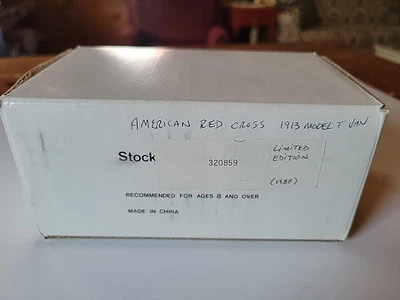 AMERICAN RED CROSS 1913 MODEL T VAN
Stock 320859
LIMITED
EDITION
(1988)
RECOMMENDED FOR AGES 8 AND OVER
MADE IN CHINA